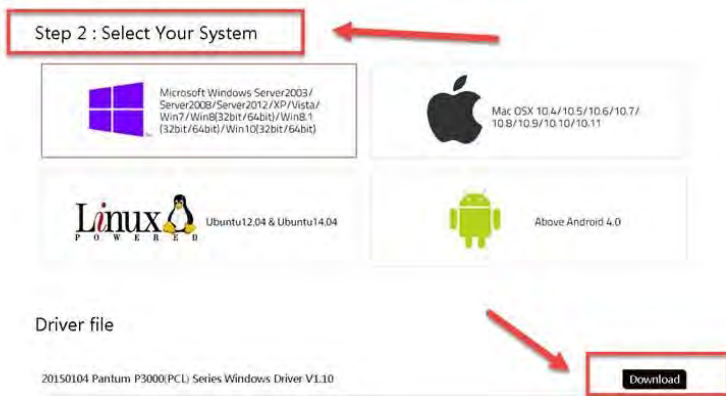 Step 2 : Select Your System
Microsoft Windows Server2003/
Server2008/Server2012/XP/Vista/
Win7/Win8(32bit/64bit)/Win8.1
(32bit/64bit)/Win10(32bit/64bit)
Mac OSX 10.4/10.5/10.6/10.7/
10.8/10.9/10.10/10.11
Linux
POWERED
Ubuntu12.04 & Ubuntu14.04
Above Android 4.0
Driver file
20150104 Pantum P3000(PCL) Series Windows Driver V1.10
Download